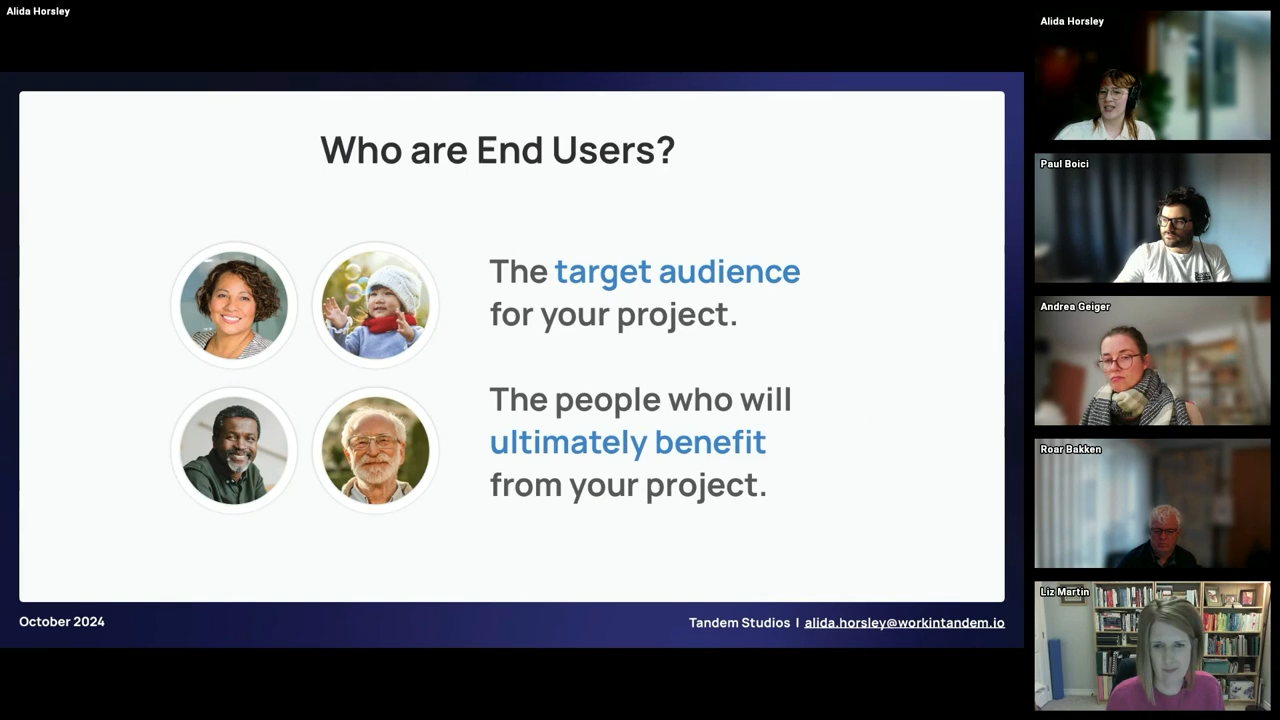 Alida Horsley
Who are End Users?
The target audience
for your project.
The people who will
ultimately benefit
from your project.
October 2024
Tandem Studios | alida.horsley@workintandem.io
Alida Horsley
Paul Boici
Andrea Geiger
Roar Bakken
Liz Martin